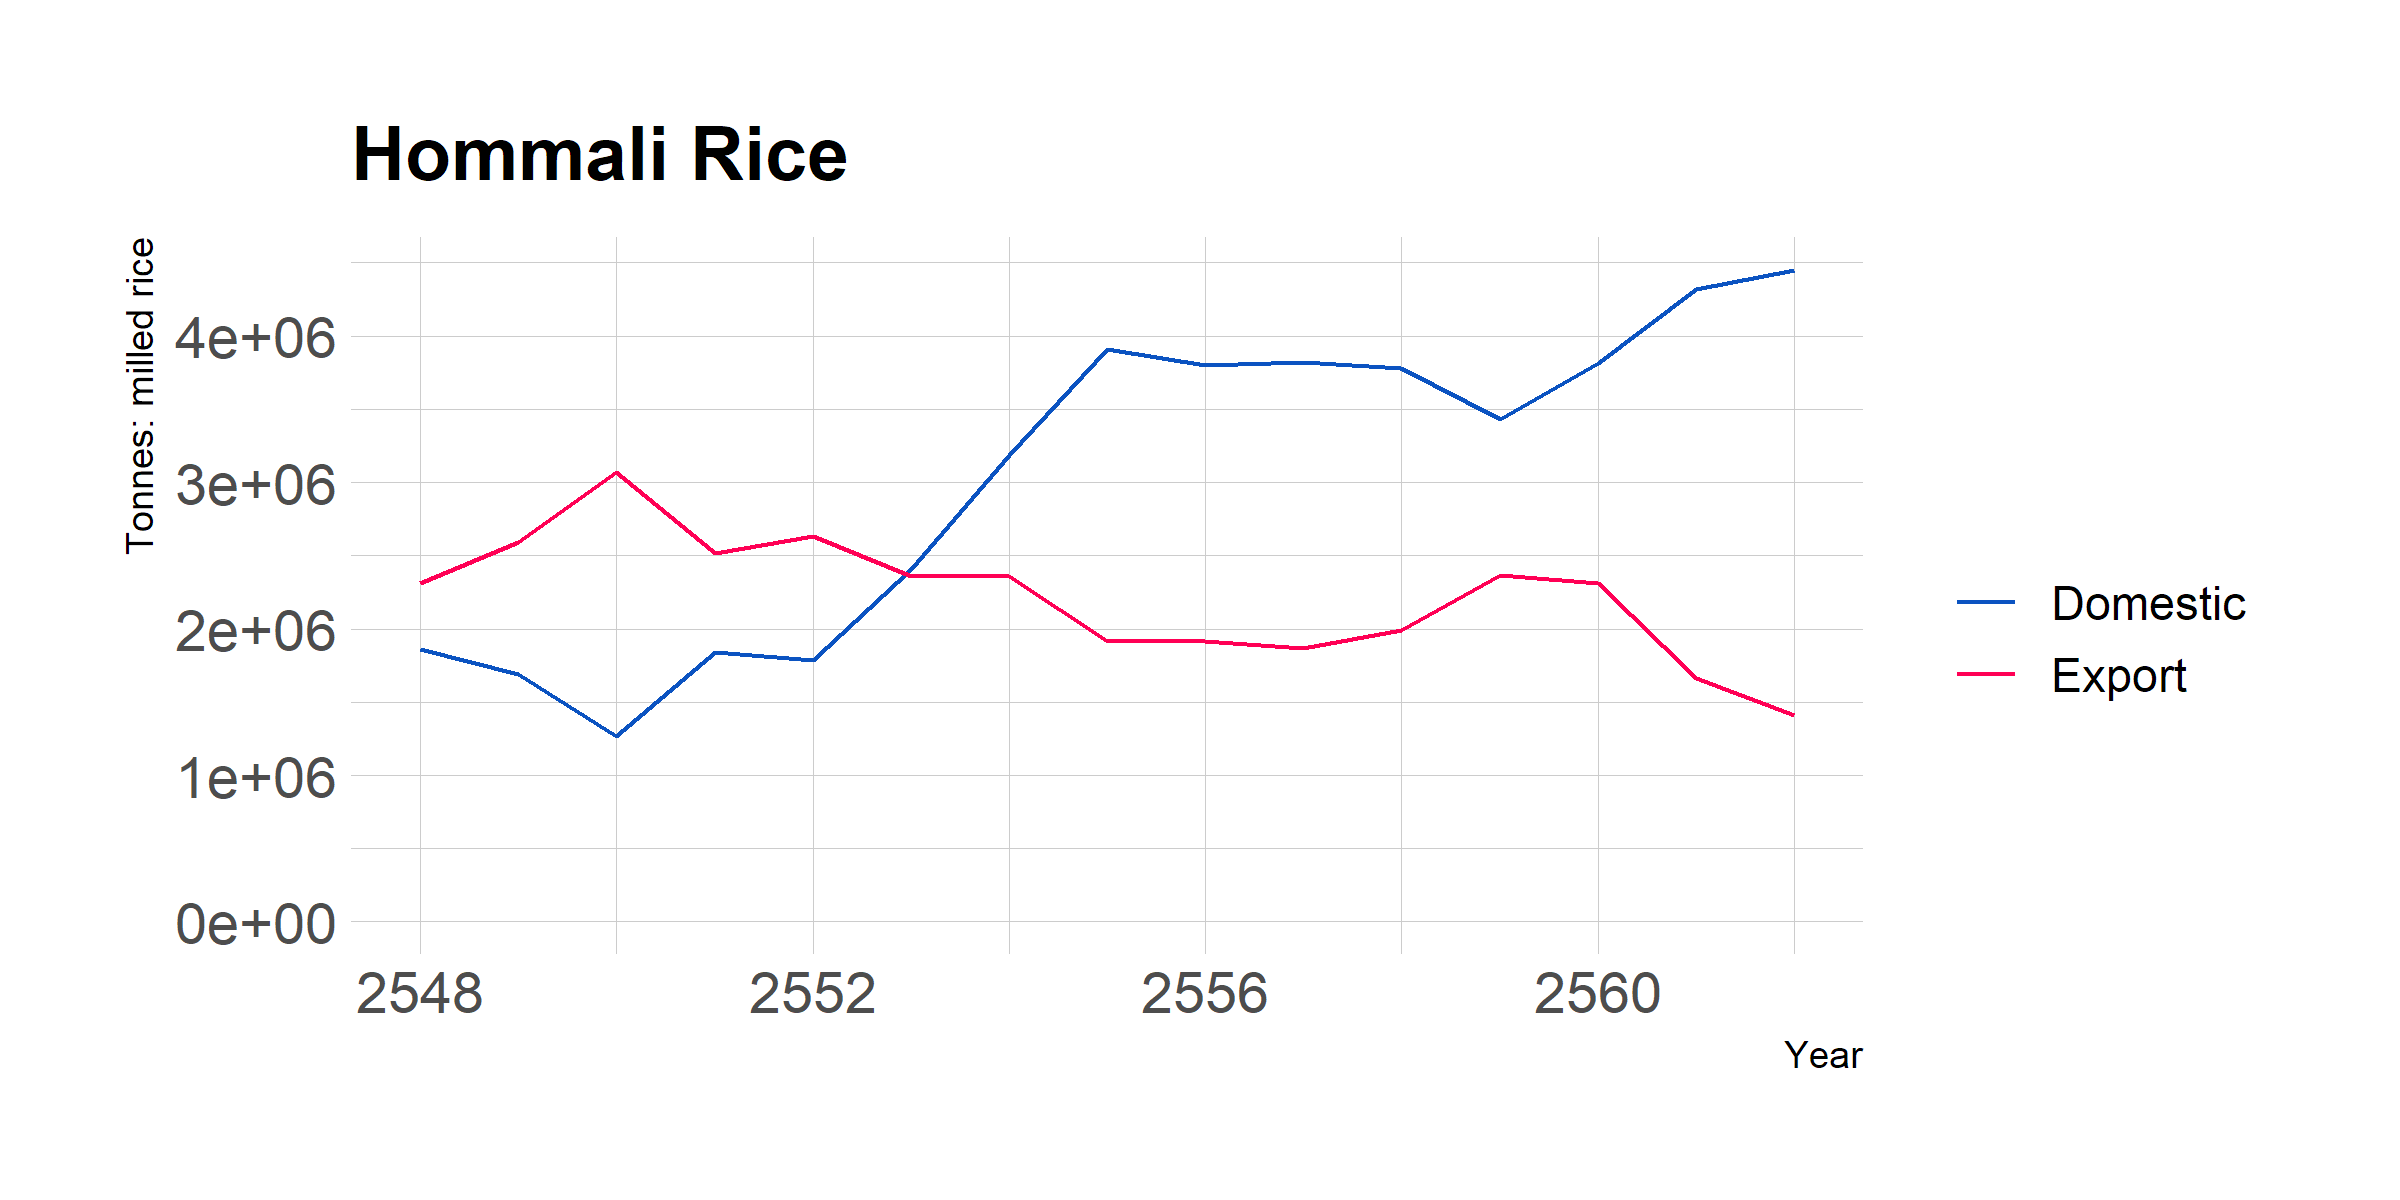 Hommali Rice
Tonnes: milled rice
4e+06
3e+06
2e+06
1e+06
0e+00
2548 2552 2556 2560
Year
Domestic
Export